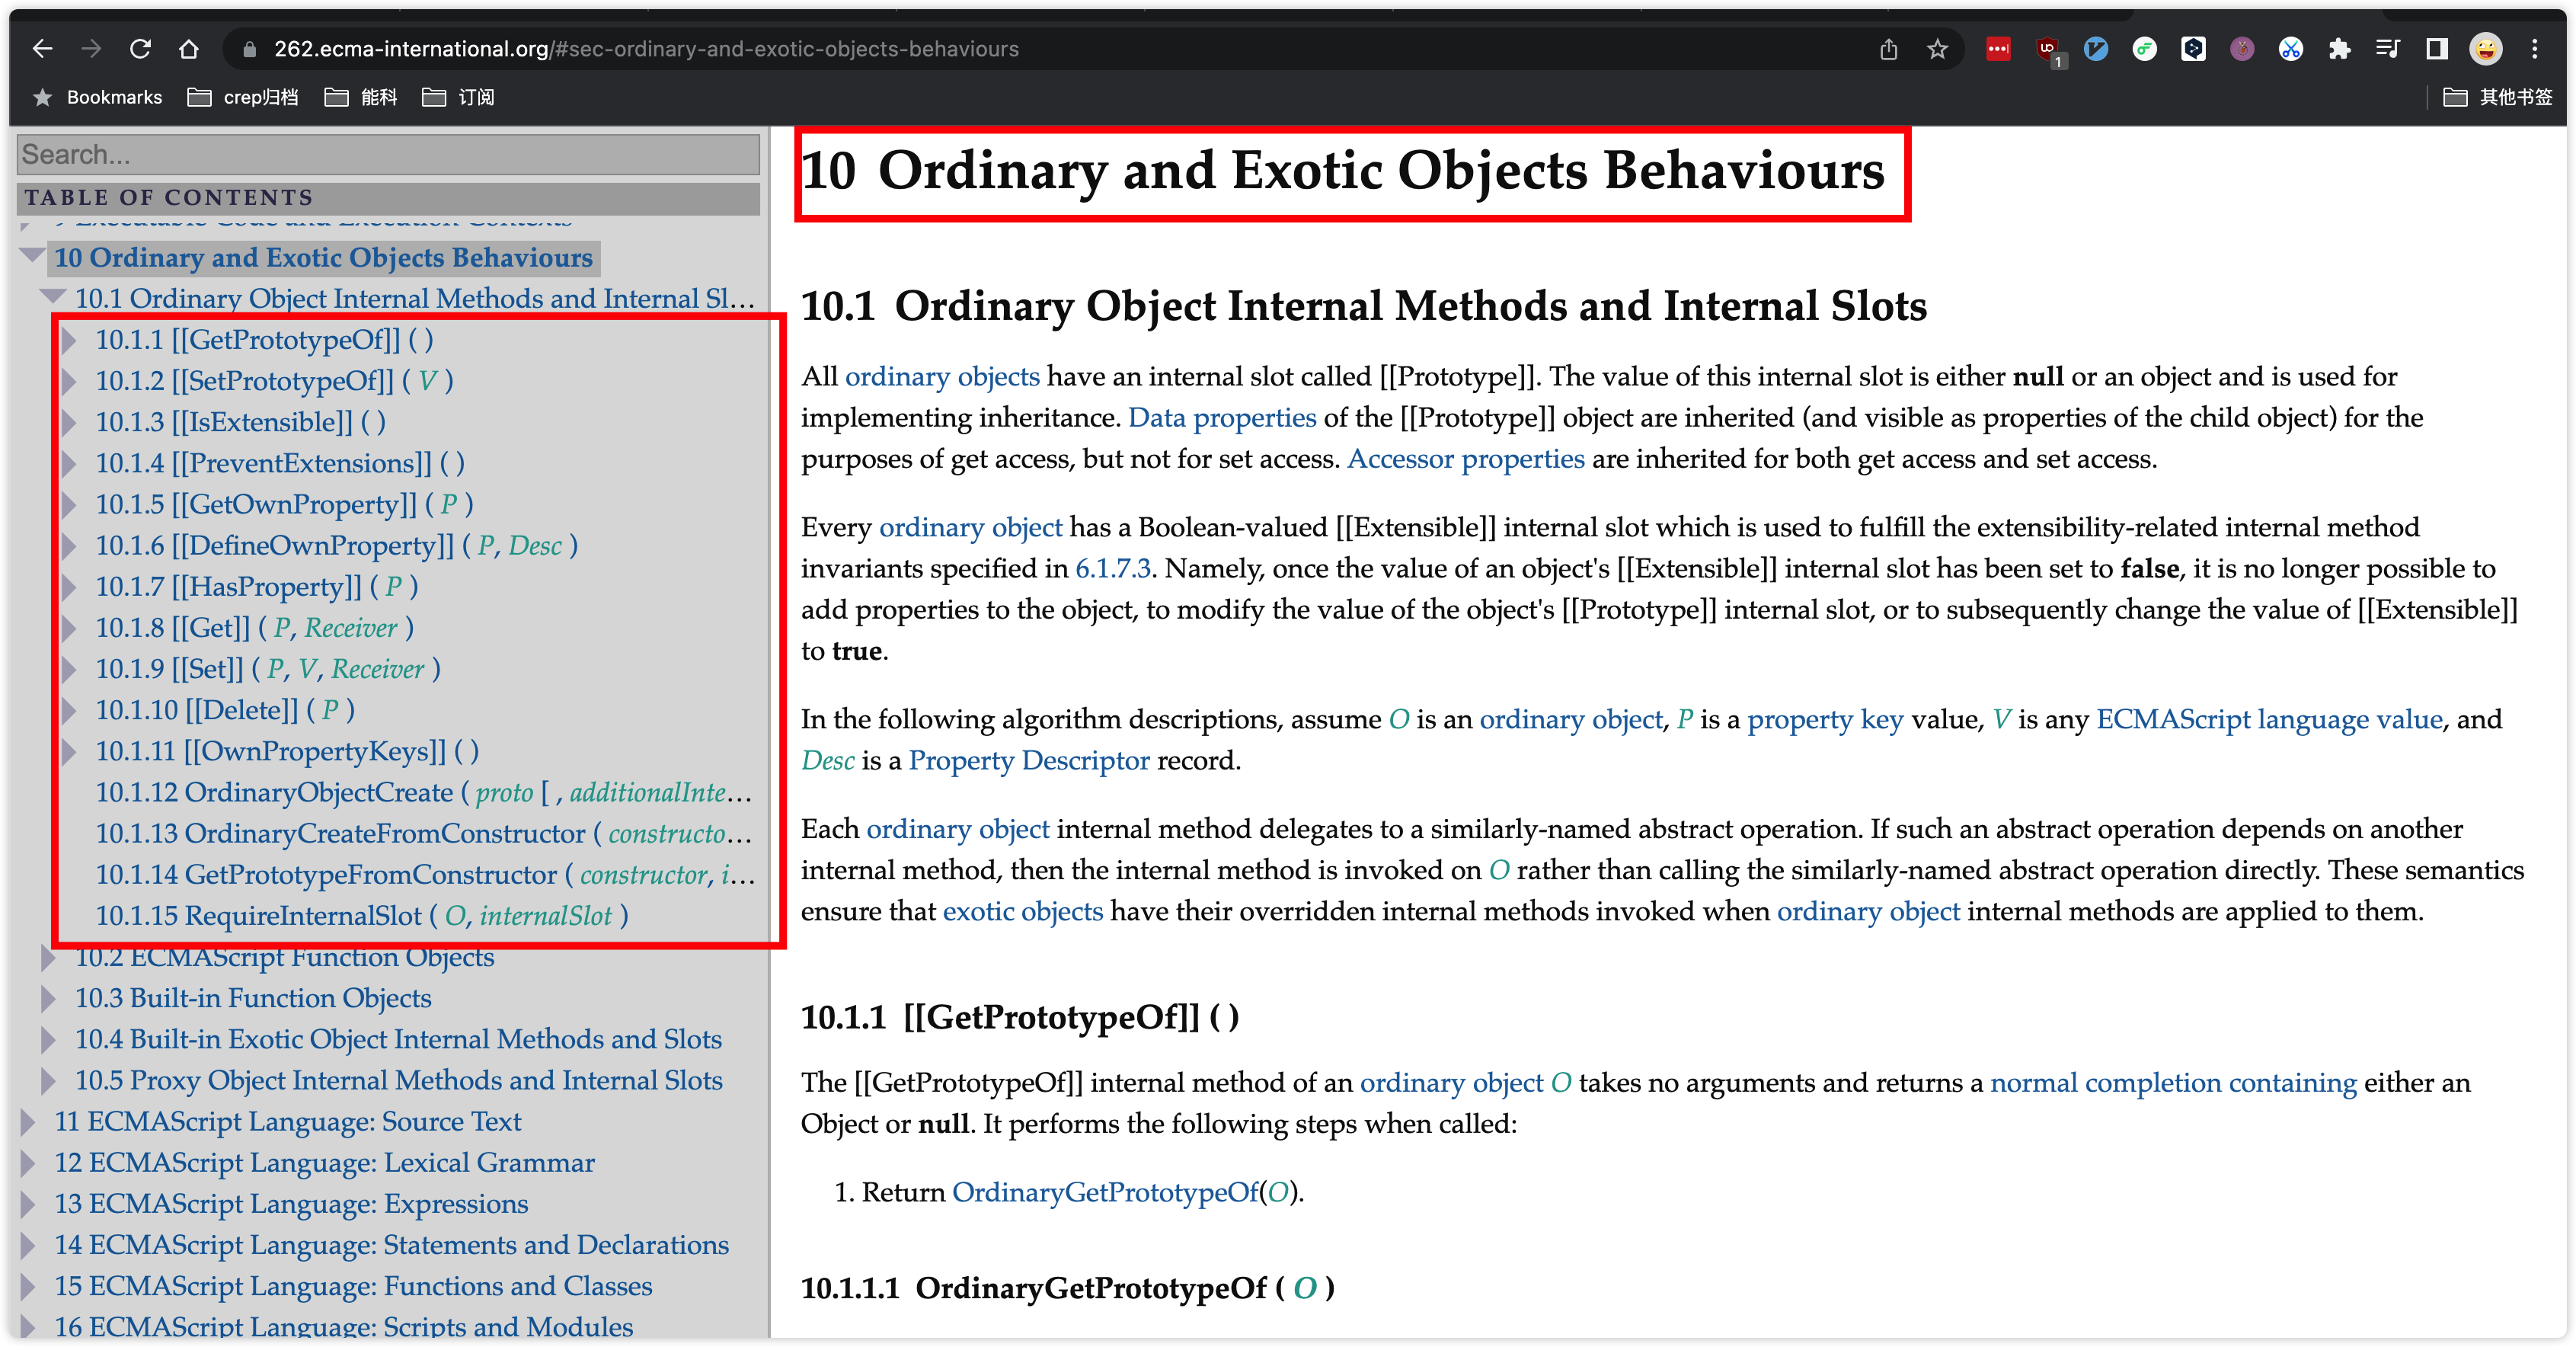 262.ecma-international.org/#sec-ordinary-and-exotic-objects-behaviours
1
Bookmarks
crep归档
能科
订阅
其他书签
Search...
TABLE OF CONTENTS
9 Executable Code and Execution Contexts
10 Ordinary and Exotic Objects Behaviours
10.1 Ordinary Object Internal Methods and Internal Sl…
10.1.1 [[GetPrototypeOf]] ( )
10.1.2 [[SetPrototypeOf]] ( V )
10.1.3 [[IsExtensible]] ( )
10.1.4 [[PreventExtensions]] ( )
10.1.5 [[GetOwnProperty]] ( P )
10.1.6 [[DefineOwnProperty]] ( P, Desc )
10.1.7 [[HasProperty]] ( P )
10.1.8 [[Get]] ( P, Receiver )
10.1.9 [[Set]] ( P, V, Receiver )
10.1.10 [[Delete]] ( P )
10.1.11 [[OwnPropertyKeys]] ( )
10.1.12 OrdinaryObjectCreate ( proto [ , additionalInte…
10.1.13 OrdinaryCreateFromConstructor ( constructo…
10.1.14 GetPrototypeFromConstructor ( constructor, i…
10.1.15 RequireInternalSlot ( O, internalSlot )
10.2 ECMAScript Function Objects
10.3 Built-in Function Objects
10.4 Built-in Exotic Object Internal Methods and Slots
10.5 Proxy Object Internal Methods and Internal Slots
11 ECMAScript Language: Source Text
12 ECMAScript Language: Lexical Grammar
13 ECMAScript Language: Expressions
14 ECMAScript Language: Statements and Declarations
15 ECMAScript Language: Functions and Classes
16 ECMAScript Language: Scripts and Modules
10 Ordinary and Exotic Objects Behaviours
10.1 Ordinary Object Internal Methods and Internal Slots
All ordinary objects have an internal slot called [[Prototype]]. The value of this internal slot is either null or an object and is used for
implementing inheritance. Data properties of the [[Prototype]] object are inherited (and visible as properties of the child object) for the
purposes of get access, but not for set access. Accessor properties are inherited for both get access and set access.
Every ordinary object has a Boolean-valued [[Extensible]] internal slot which is used to fulfill the extensibility-related internal method
invariants specified in 6.1.7.3. Namely, once the value of an object's [[Extensible]] internal slot has been set to false, it is no longer possible to
add properties to the object, to modify the value of the object's [[Prototype]] internal slot, or to subsequently change the value of [[Extensible]]
to true.
In the following algorithm descriptions, assume O is an ordinary object, P is a property key value, V is any ECMAScript language value, and
Desc is a Property Descriptor record.
Each ordinary object internal method delegates to a similarly-named abstract operation. If such an abstract operation depends on another
internal method, then the internal method is invoked on O rather than calling the similarly-named abstract operation directly. These semantics
ensure that exotic objects have their overridden internal methods invoked when ordinary object internal methods are applied to them.
10.1.1 [[GetPrototypeOf]] ( )
The [[GetPrototypeOf]] internal method of an ordinary object O takes no arguments and returns a normal completion containing either an
Object or null. It performs the following steps when called:
1. Return OrdinaryGetPrototypeOf(O).
10.1.1.1 OrdinaryGetPrototypeOf ( O )